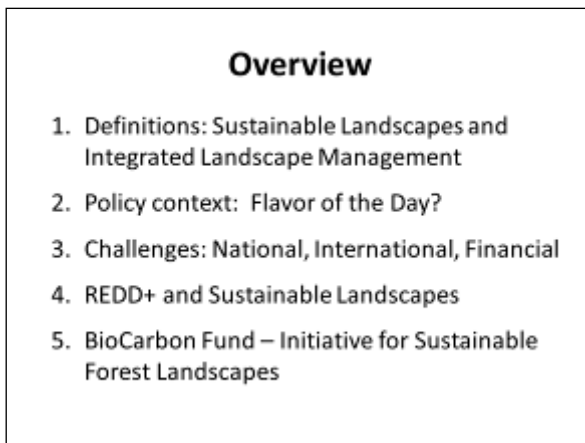 Overview
1. Definitions: Sustainable Landscapes and
Integrated Landscape Management
2. Policy context: Flavor of the Day?
3. Challenges: National, International, Financial
4. REDD+ and Sustainable Landscapes
5. BioCarbon Fund – Initiative for Sustainable
Forest Landscapes